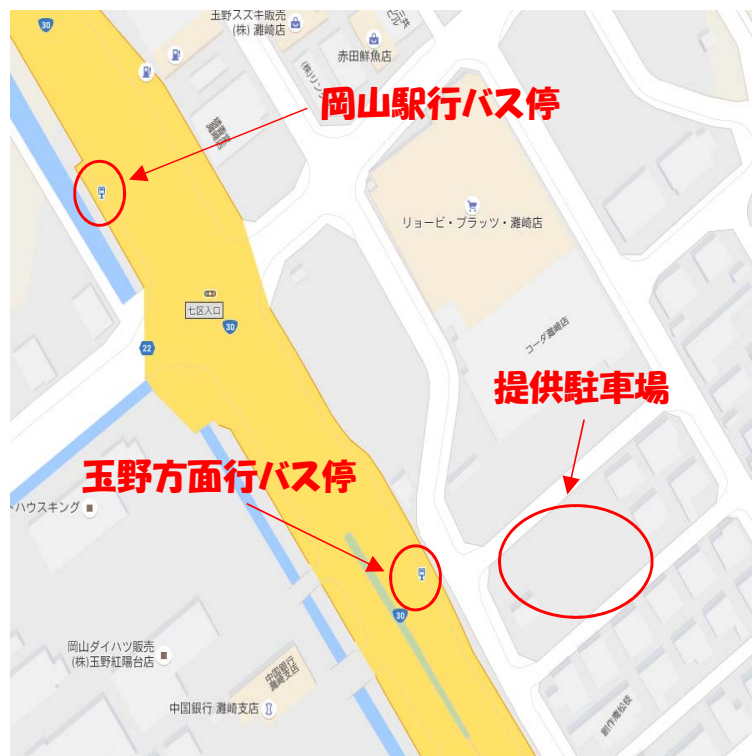 30
玉野スズキ販売
(株) 灘崎店
赤田鮮魚店
岡山駅行バス停
リョービ・プラッツ・灘崎店
七区入口
30
22
コーダ灘崎店
提供駐車場
玉野方面行バス停
ハウスキング
30
岡山ダイハツ販売
(株)玉野紅陽台店
中国銀行
灘崎支店
中国銀行 灘崎支店